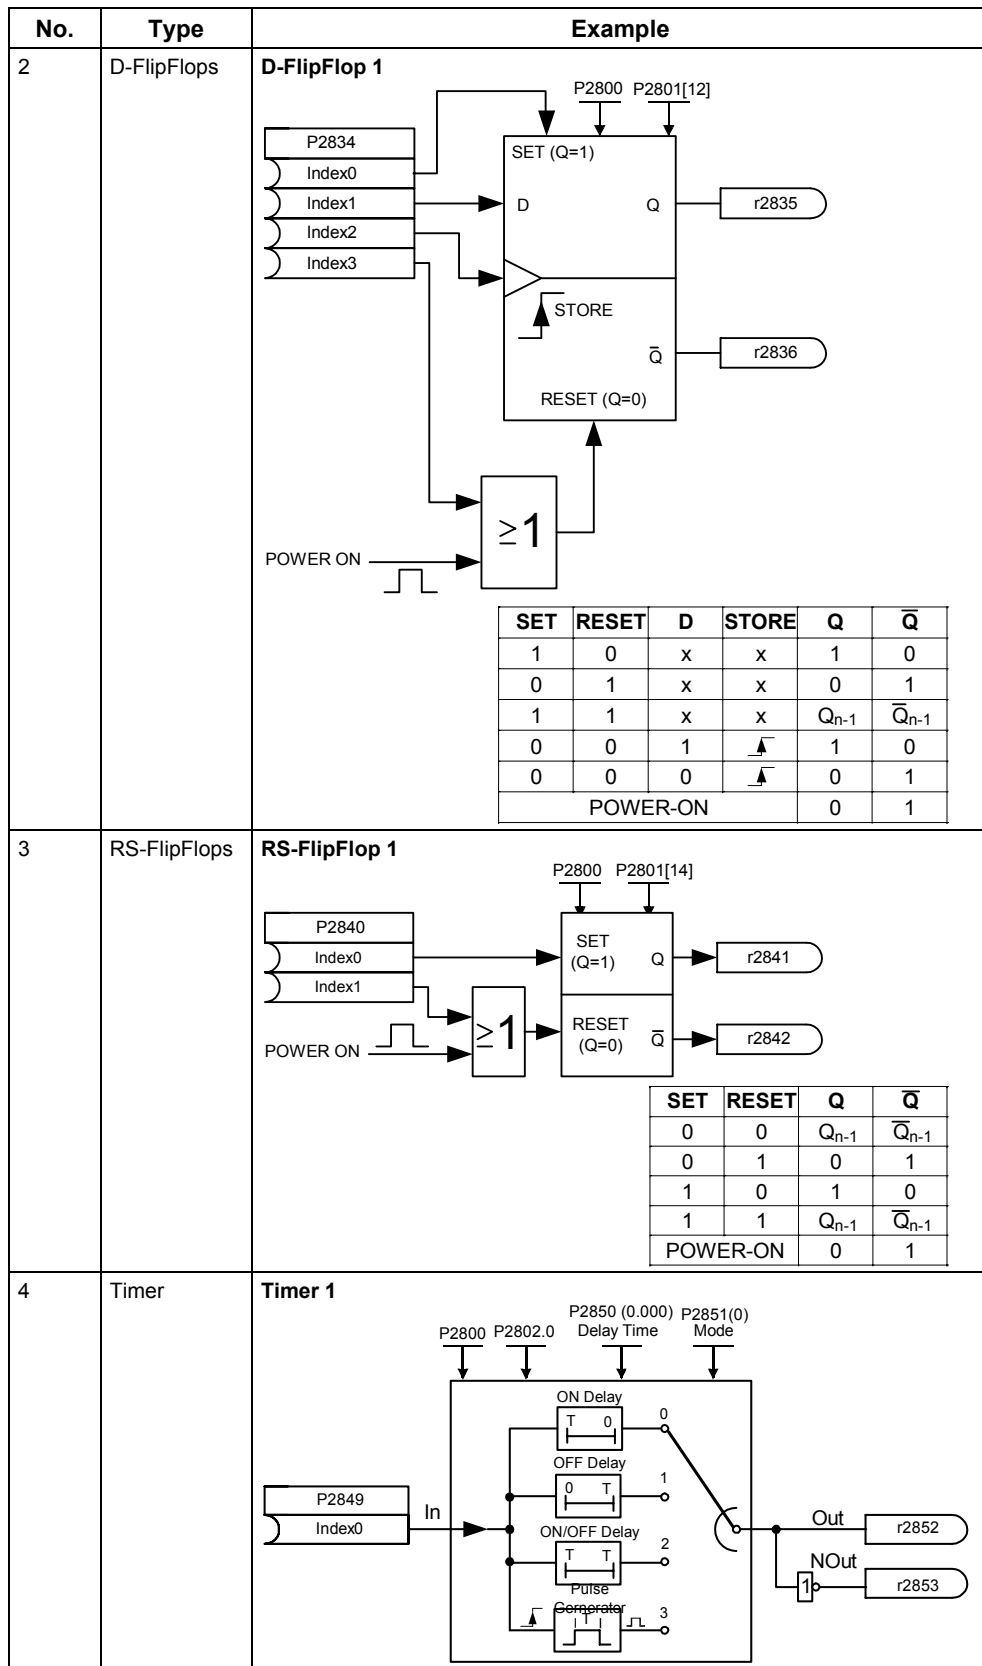 No. Type Example
2 D-FlipFlops D-FlipFlop 1
P2800 P2801[12]
P2834
Index0
Index1
Index2
Index3
SET (Q=1)
D Q r2835
STORE
Q̅ r2836
RESET (Q=0)
≥1
POWER ON
SET RESET D STORE Q Q̅
1 0 x x 1 0
0 1 x x 0 1
1 1 x x Qn-1 Q̅n-1
0 0 1 1 0
0 0 0 0 1
POWER-ON 0 1
3 RS-FlipFlops RS-FlipFlop 1
P2800 P2801[14]
P2840
Index0
Index1
SET
(Q=1) Q r2841
≥1
RESET
(Q=0) Q̅ r2842
POWER ON
SET RESET Q Q̅
0 0 Qn-1 Q̅n-1
0 1 0 1
1 0 1 0
1 1 Qn-1 Q̅n-1
POWER-ON 0 1
4 Timer Timer 1
P2850 (0.000) P2851(0)
P2800 P2802.0 Delay Time Mode
ON Delay
T 0 0
OFF Delay
0 T 1
P2849
Index0
In
ON/OFF Delay
T T 2
Pulse
Gernerator
T 3
Out r2852
NOut
1 r2853